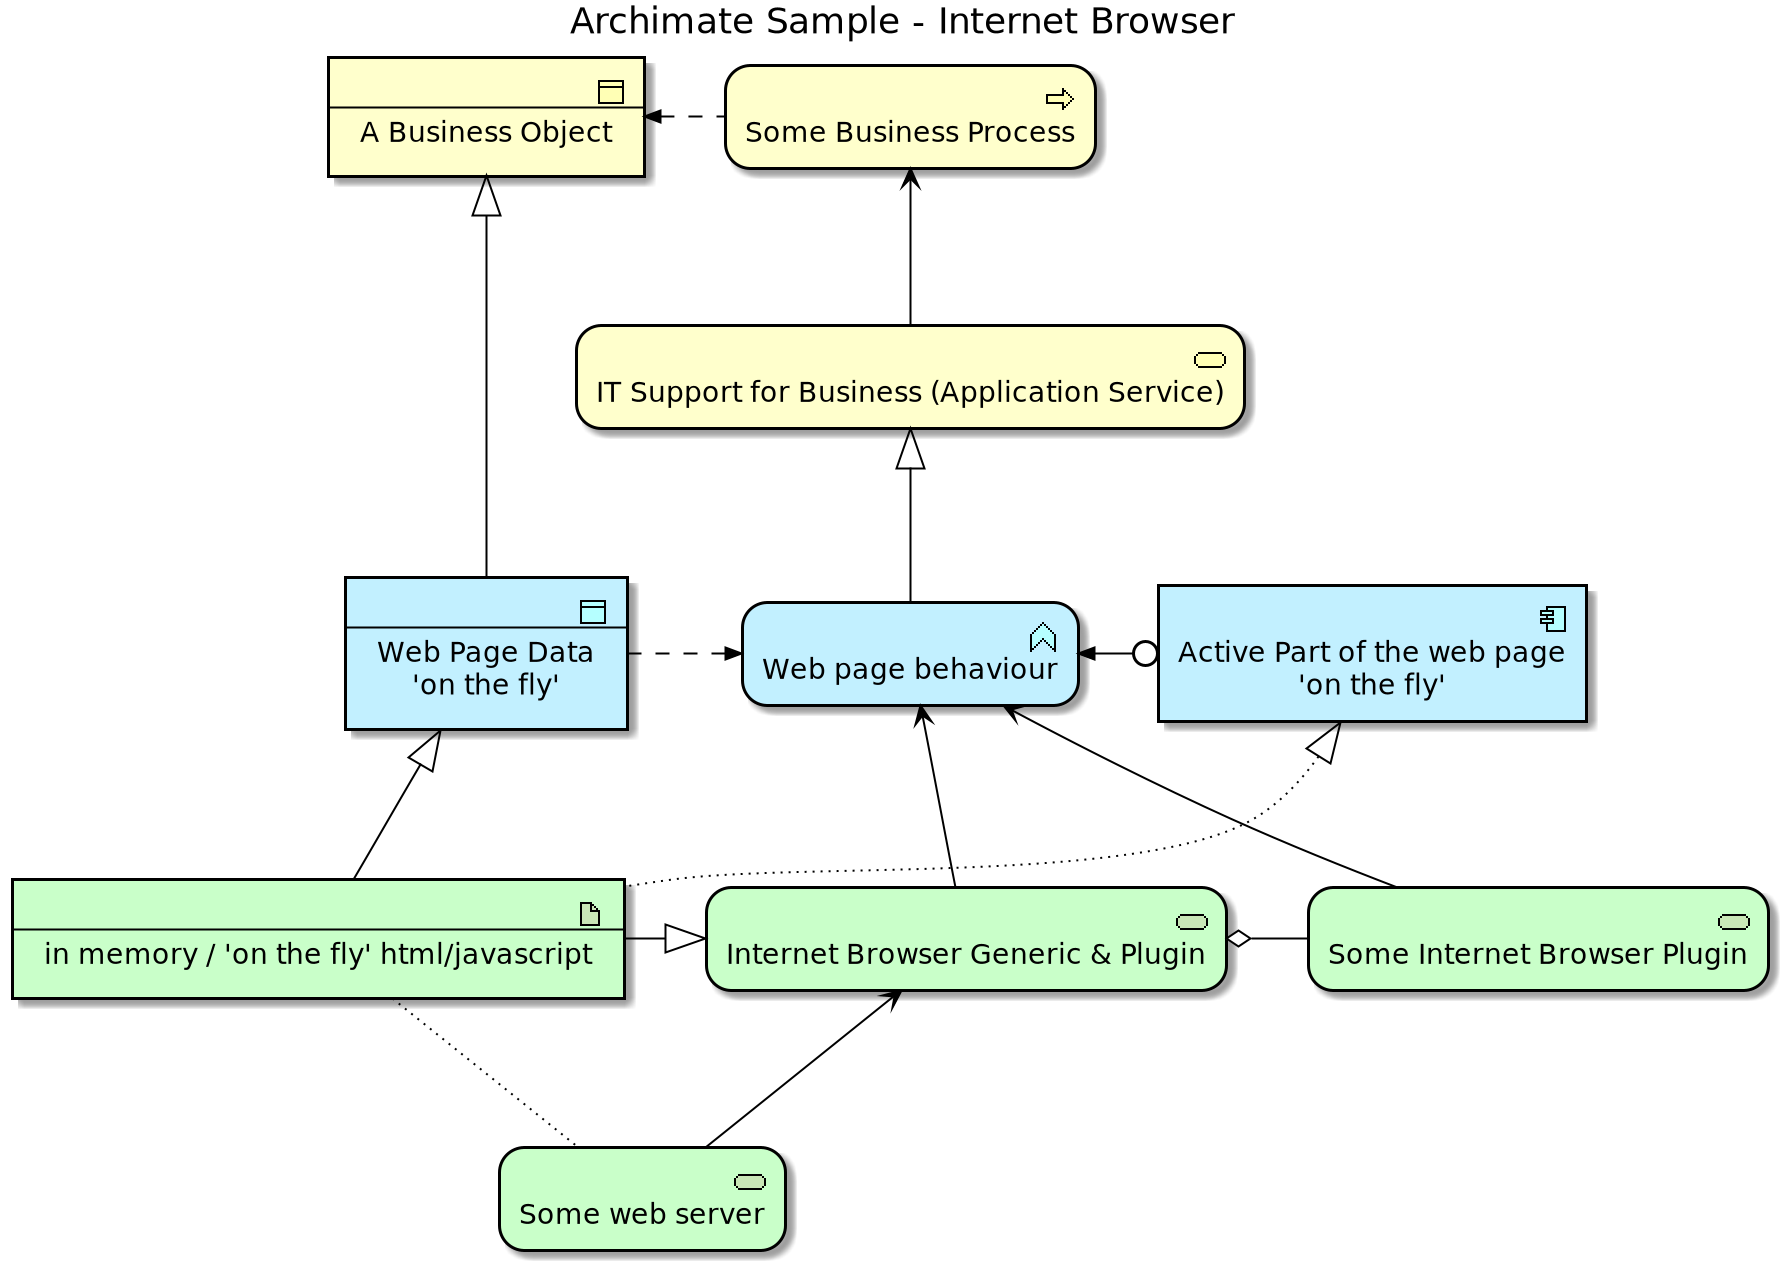 Archimate Sample - Internet Browser
A Business Object
Some Business Process
IT Support for Business (Application Service)
Web Page Data
'on the fly'
Web page behaviour
Active Part of the web page
'on the fly'
in memory / 'on the fly' html/javascript
Internet Browser Generic & Plugin
Some Internet Browser Plugin
Some web server